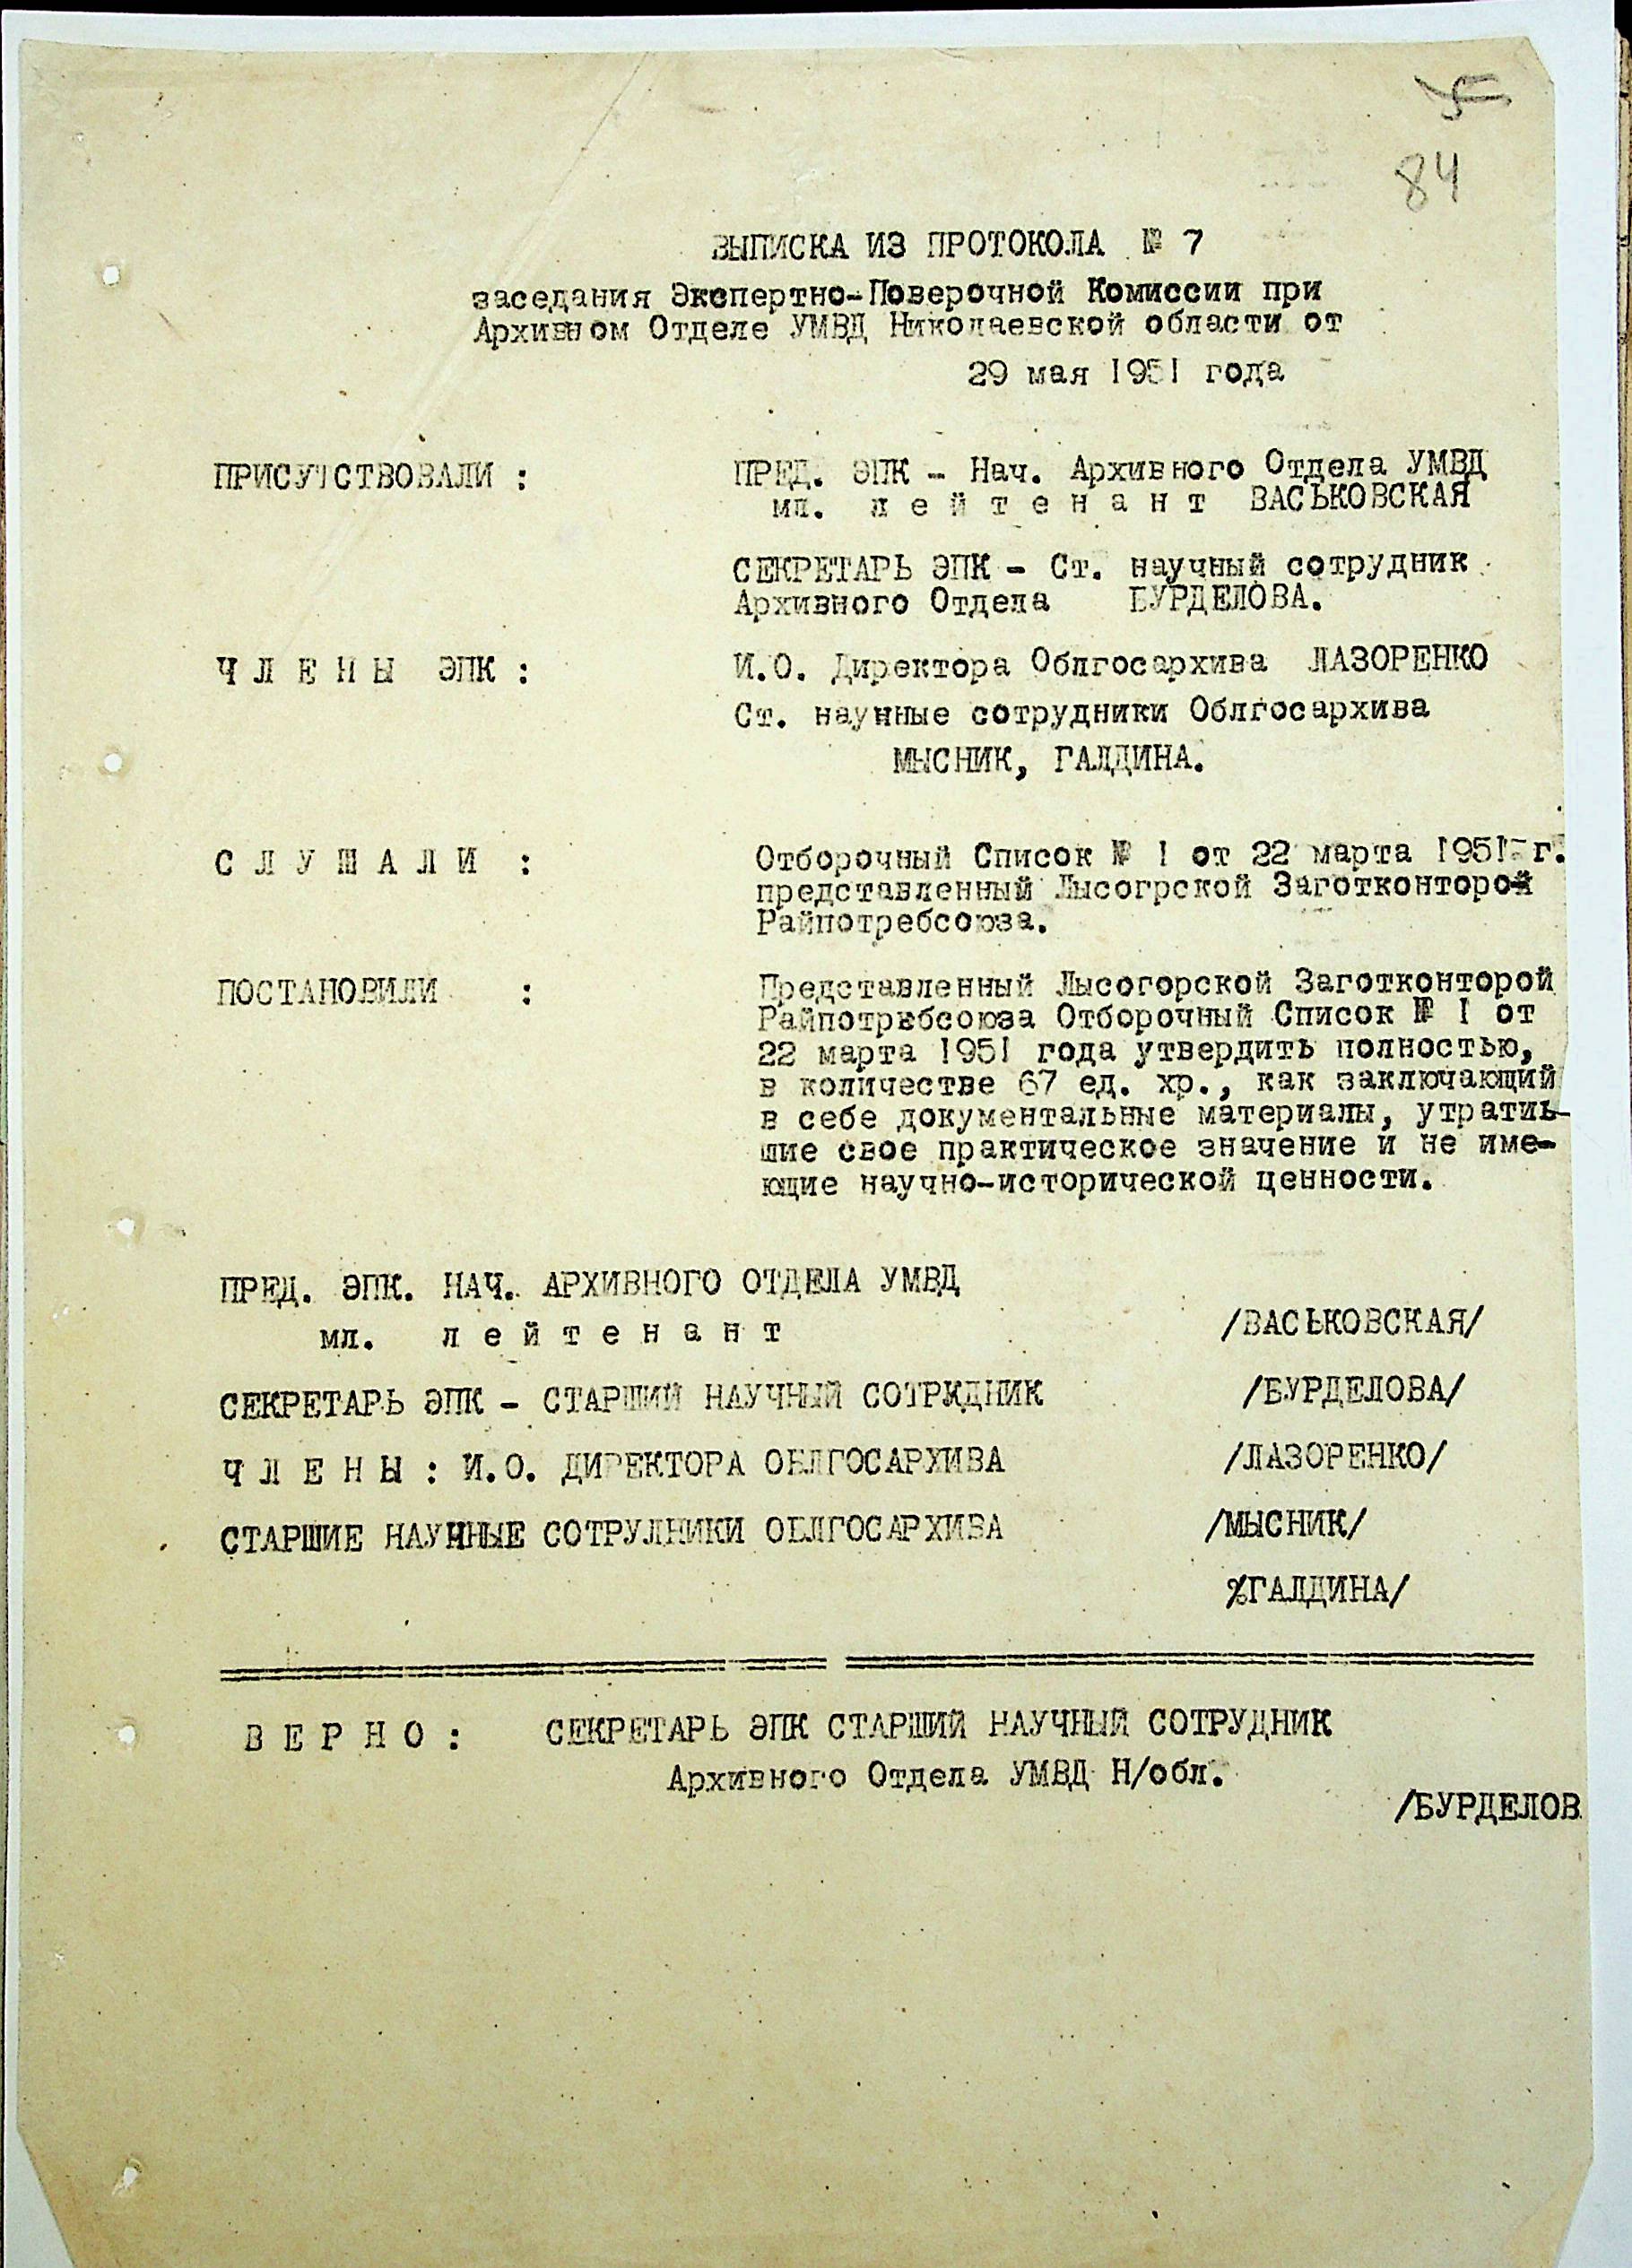 84
ВЫПИСКА ИЗ ПРОТОКОЛА № 7
заседания Экспертно-Поверочной Комиссии при
Архивном Отделе УМВД Николаевской области от
29 мая 1951 года
ПРИСУТСТВОВАЛИ :
ПРЕД. ЭПК - Нач. Архивного Отдела УМВД
мл. л е й т е н а н т ВАСЬКОВСКАЯ
СЕКРЕТАРЬ ЭПК - Ст. научный сотрудник
Архивного Отдела БУРДЕЛОВА.
Ч Л Е Н Ы ЭПК :
И.О. Директора Облгосархива ЛАЗОРЕНКО
Ст. научные сотрудники Облгосархива
МЫСНИК, ГАЛДИНА.
С Л У Ш А Л И :
Отборочный Список № 1 от 22 марта 1951 г.
представленный Лысогрской Заготконторой
Райпотребсоюза.
ПОСТАНОВИЛИ :
Представленный Лысогорской Заготконторой
Райпотрвбсоюза Отборочный Список № 1 от
22 марта 1951 года утвердить полностью,
в количестве 67 ед. хр., как заключающий
в себе документальные материалы, утратив-
шие свое практическое значение и не име-
ющие научно-исторической ценности.
ПРЕД. ЭПК. НАЧ. АРХИВНОГО ОТДЕЛА УМВД
мл. л е й т е н а н т /ВАСЬКОВСКАЯ/
СЕКРЕТАРЬ ЭПК - СТАРШИЙ НАУЧНЫЙ СОТРУДНИК /БУРДЕЛОВА/
Ч Л Е Н Ы : И.О. ДИРЕКТОРА ОБЛГОСАРХИВА /ЛАЗОРЕНКО/
СТАРШИЕ НАУЧНЫЕ СОТРУДНИКИ ОБЛГОСАРХИВА /МЫСНИК/
%ГАЛДИНА/
В Е Р Н О : СЕКРЕТАРЬ ЭПК СТАРШИЙ НАУЧНЫЙ СОТРУДНИК
Архивного Отдела УМВД Н/обл.
/БУРДЕЛОВ